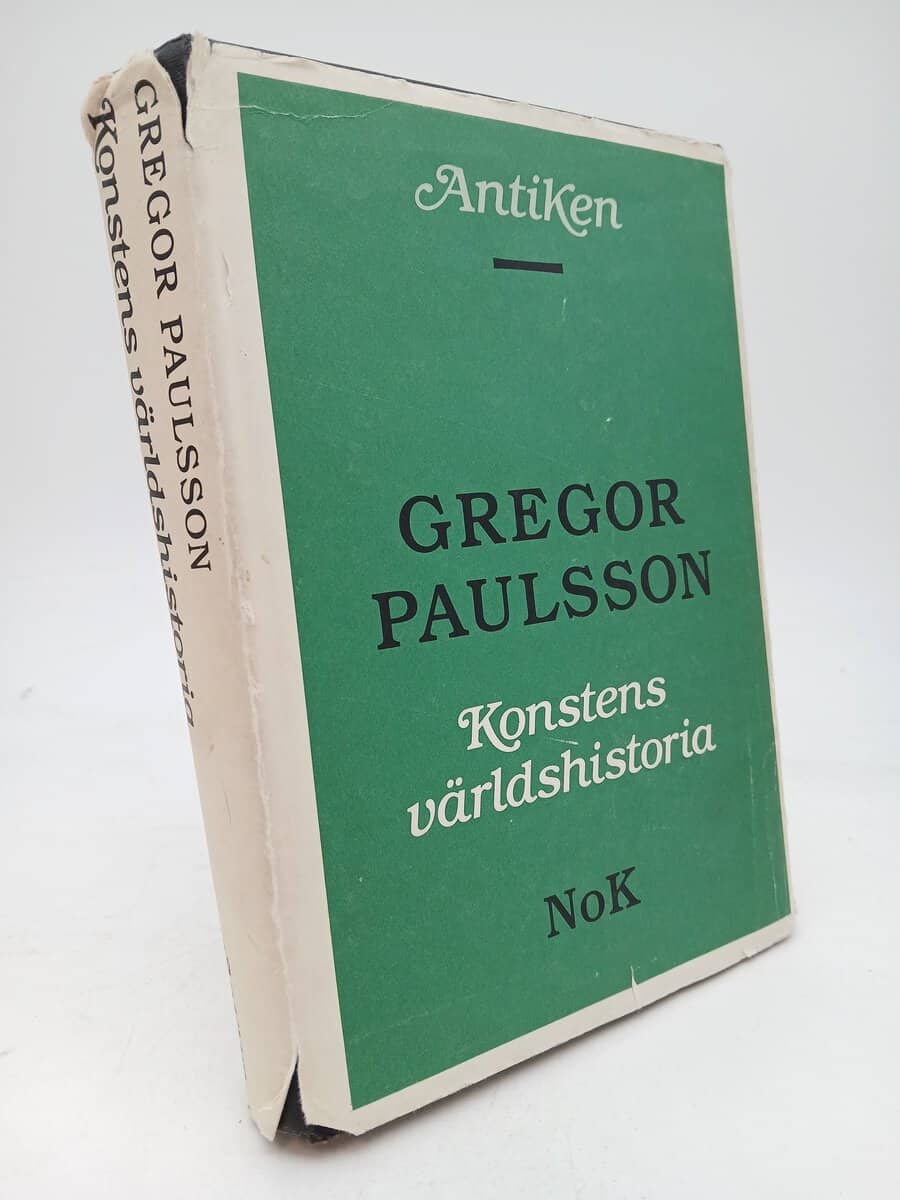 GREGOR PAULSSON
Konstens världshistoria
Antiken
GREGOR
PAULSSON
Konstens
världshistoria
NoK